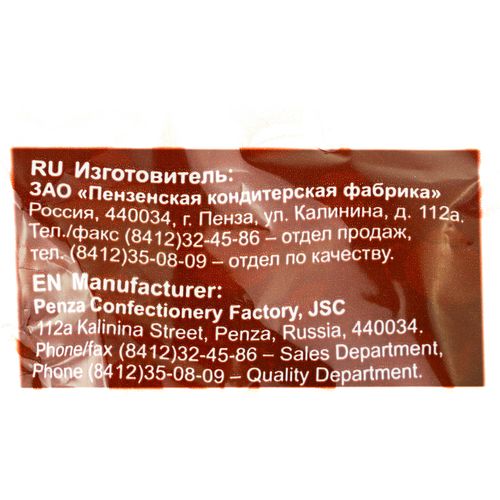 RU Изготовитель:
ЗАО «Пензенская кондитерская фабрика»
Россия, 440034, г. Пенза, ул. Калинина, д. 112а.
Тел./факс (8412)32-45-86 – отдел продаж,
тел. (8412)35-08-09 – отдел по качеству.
EN Manufacturer:
Penza Confectionery Factory, JSC
112a Kalinina Street, Penza, Russia, 440034.
Phone/fax (8412)32-45-86 – Sales Department,
Phone (8412)35-08-09 – Quality Department.